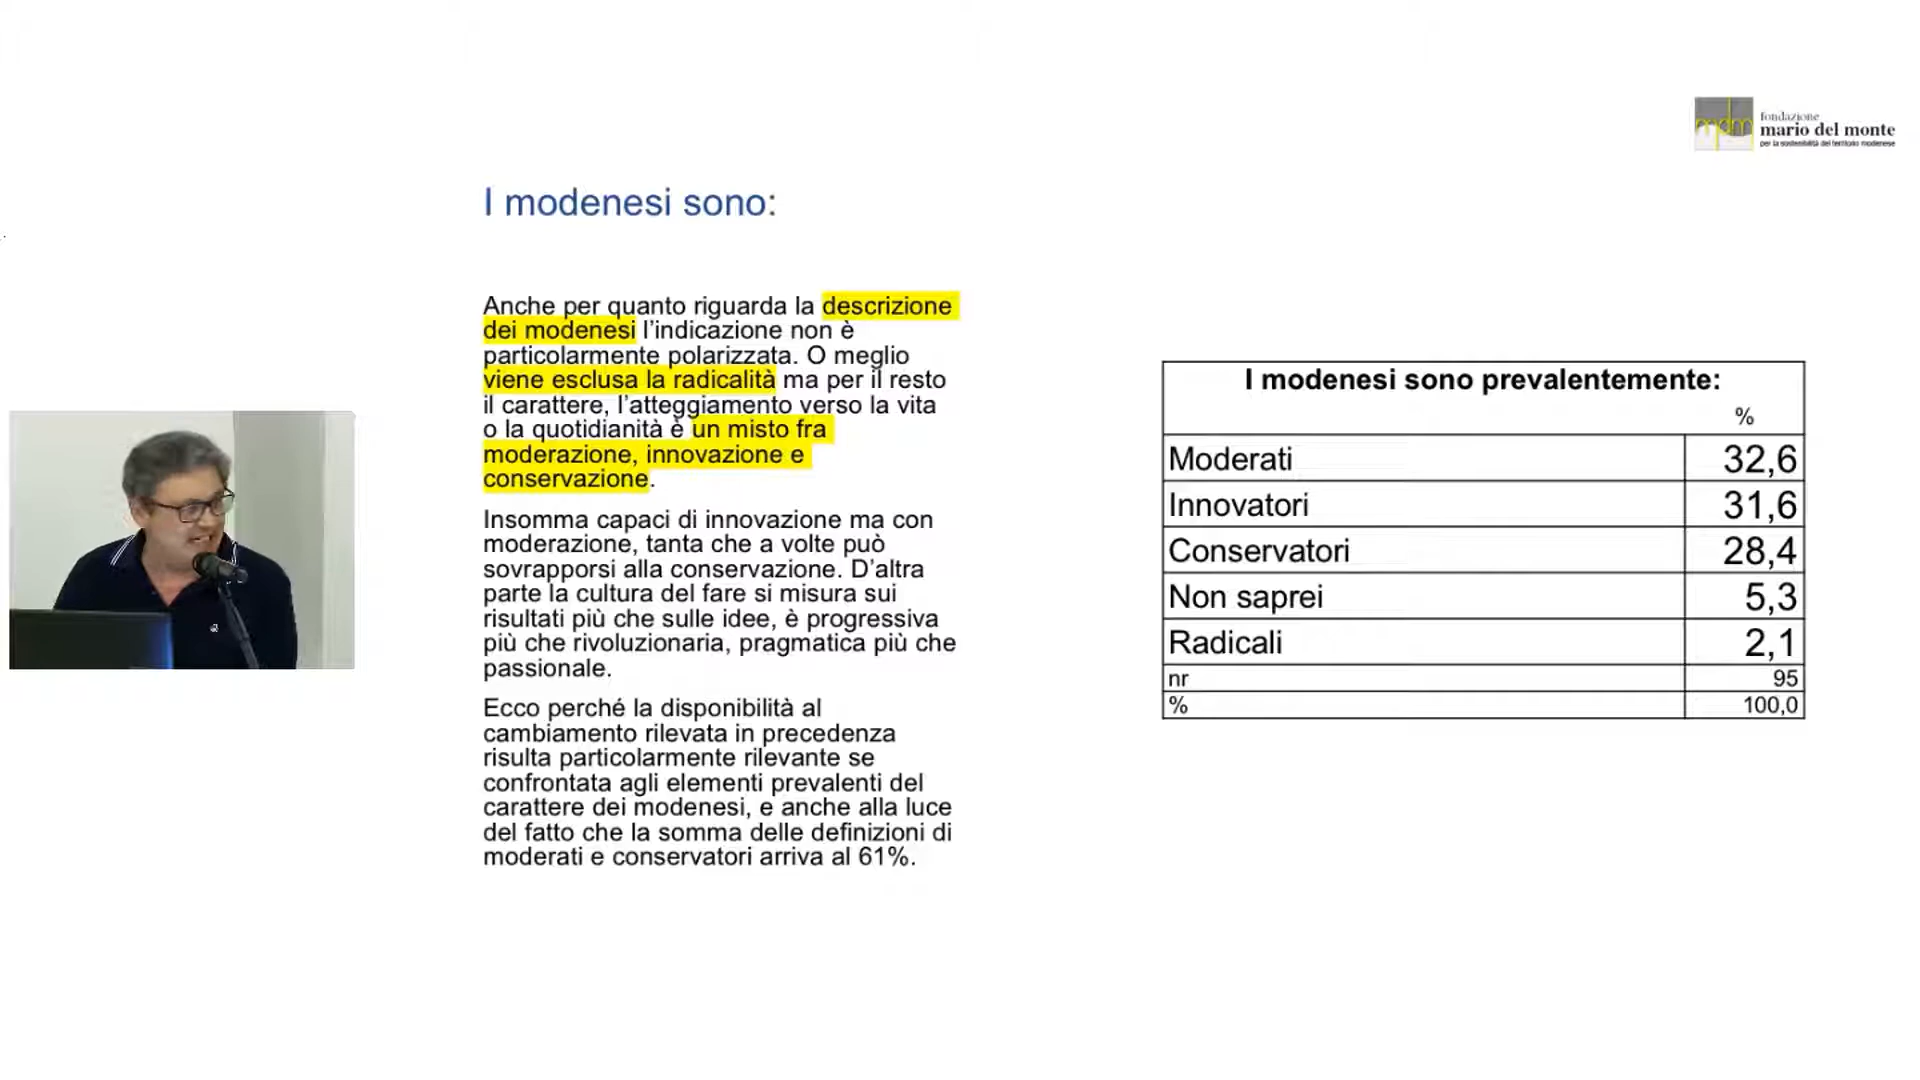 fondazione
mario del monte
per la sostenibilità del territorio modenese
I modenesi sono:
Anche per quanto riguarda la descrizione
dei modenesi l’indicazione non è
particolarmente polarizzata. O meglio
viene esclusa la radicalità ma per il resto
il carattere, l’atteggiamento verso la vita
o la quotidianità è un misto fra
moderazione, innovazione e
conservazione.
Insomma capaci di innovazione ma con
moderazione, tanta che a volte può
sovrapporsi alla conservazione. D’altra
parte la cultura del fare si misura sui
risultati più che sulle idee, è progressiva
più che rivoluzionaria, pragmatica più che
passionale.
Ecco perché la disponibilità al
cambiamento rilevata in precedenza
risulta particolarmente rilevante se
confrontata agli elementi prevalenti del
carattere dei modenesi, e anche alla luce
del fatto che la somma delle definizioni di
moderati e conservatori arriva al 61%.
I modenesi sono prevalentemente:
%
Moderati 32,6
Innovatori 31,6
Conservatori 28,4
Non saprei 5,3
Radicali 2,1
nr 95
% 100,0